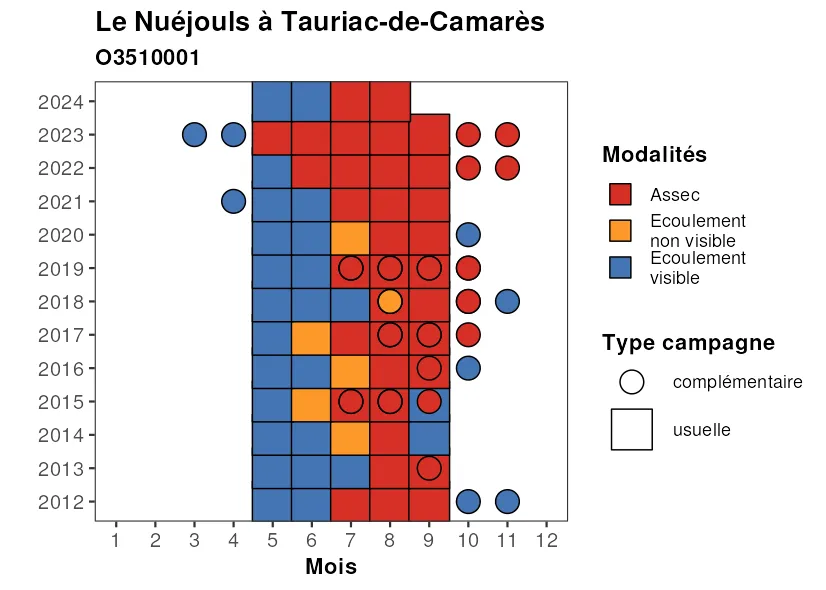 Le Nuéjouls à Tauriac-de-Camarès
O3510001
2024
2023
2022
2021
2020
2019
2018
2017
2016
2015
2014
2013
2012
1 2 3 4 5 6 7 8 9 10 11 12
Mois
Modalités
Assec
Ecoulement
non visible
Ecoulement
visible
Type campagne
complémentaire
usuelle